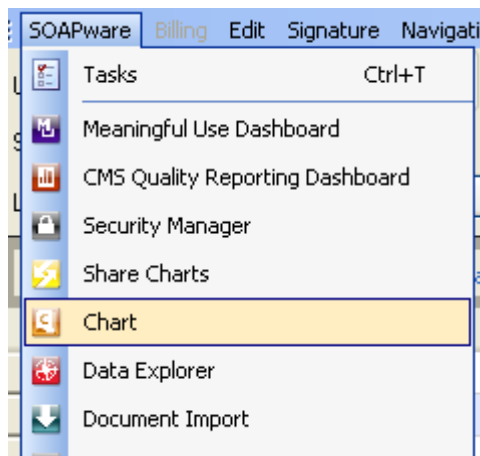 SOAPware Billing Edit Signature Navigati
Tasks Ctrl+T
Meaningful Use Dashboard
CMS Quality Reporting Dashboard
Security Manager
Share Charts
Chart
Data Explorer
Document Import